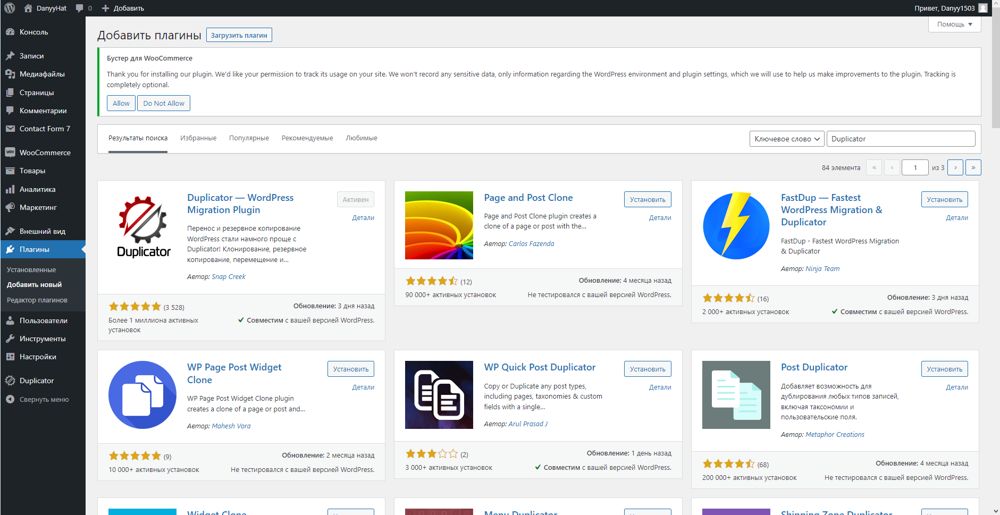 DanyyHat
0
Добавить
Привет, Danyy1503
Консоль
Записи
Медиафайлы
Страницы
Комментарии
Contact Form 7
WOO
WooCommerce
Товары
Аналитика
Маркетинг
Внешний вид
Плагины
Установленные
Добавить новый
Редактор плагинов
Пользователи
Инструменты
Настройки
Duplicator
Свернуть меню
Помощь
Добавить плагины
Загрузить плагин
Бустер для WooCommerce
Thank you for installing our plugin. We'd like your permission to track its usage on your site. We won't record any sensitive data, only information regarding the WordPress environment and plugin settings, which we will use to help us make improvements to the plugin. Tracking is
completely optional.
Allow
Do Not Allow
Результаты поиска
Избранные
Популярные
Рекомендуемые
Любимые
Ключевое слово
Duplicator
84 элемента
«
‹
1
из 3
›
»
Duplicator
Duplicator — WordPress
Migration Plugin
Активен
Детали
Перенос и резервное копирование
WordPress стали намного проще с
Duplicator! Клонирование, резервное
копирование, перемещение и...
Автор: Snap Creek
(3 528)
Обновление: 3 дня назад
Более 1 миллиона активных
установок
Совместим с вашей версией WordPress.
Page and Post Clone
Установить
Детали
Page and Post Clone plugin creates a
clone of a page or post with the...
Автор: Carlos Fazenda
(12)
Обновление: 4 месяца назад
90 000+ активных установок
Не тестировался с вашей версией WordPress.
FastDup — Fastest
WordPress Migration &
Duplicator
Установить
Детали
FastDup - Fastest WordPress Migration
& Duplicator
Автор: Ninja Team
(16)
Обновление: 3 дня назад
2 000+ активных установок
Совместим с вашей версией WordPress.
WP Page Post Widget
Clone
Установить
Детали
WP Page Post Widget Clone plugin
creates a clone of a page or post and...
Автор: Mahesh Vora
(9)
Обновление: 2 месяца назад
10 000+ активных установок
Не тестировался с вашей версией WordPress.
WP Quick Post Duplicator
Установить
Детали
Copy or Duplicate any post types,
including pages, taxonomies & custom
fields with a single...
Автор: Arul Prasad J
(2)
Обновление: 1 день назад
3 000+ активных установок
Совместим с вашей версией WordPress.
Post Duplicator
Установить
Детали
Добавляет возможность для
дублирования любых типов записей,
включая таксономии и
пользовательские поля.
Автор: Metaphor Creations
(68)
Обновление: 4 месяца назад
200 000+ активных установок
Не тестировался с вашей версией WordPress.
Widget Clone
Menu Duplicator
Shipping Zone Duplicator